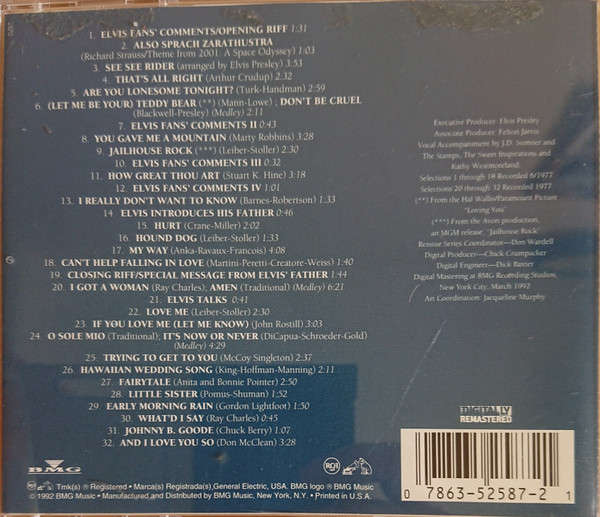 1. ELVIS FANS' COMMENTS/OPENING RIFF 1:31
2. ALSO SPRACH ZARATHUSTRA
(Richard Strauss/Theme from 2001: A Space Odyssey) 1:03
3. SEE SEE RIDER (arranged by Elvis Presley) 3:53
4. THAT'S ALL RIGHT (Arthur Crudup) 2:32
5. ARE YOU LONESOME TONIGHT? (Turk-Handman) 2:59
6. (LET ME BE YOUR) TEDDY BEAR (**) (Mann-Lowe) ; DON'T BE CRUEL
(Blackwell-Presley) (Medley) 2:11
7. ELVIS FANS' COMMENTS II 0:43
8. YOU GAVE ME A MOUNTAIN (Marty Robbins) 3:28
9. JAILHOUSE ROCK (***) (Leiber-Stoller) 2:30
10. ELVIS FANS' COMMENTS III 0:32
11. HOW GREAT THOU ART (Stuart K. Hine) 3:18
12. ELVIS FANS' COMMENTS IV 1:01
13. I REALLY DON'T WANT TO KNOW (Barnes-Robertson) 1:33
14. ELVIS INTRODUCES HIS FATHER 0:46
15. HURT (Crane-Miller) 2:02
16. HOUND DOG (Leiber-Stoller) 1:33
17. MY WAY (Anka-Ravaux-Francois) 4:08
18. CAN'T HELP FALLING IN LOVE (Martini-Peretti-Creatore-Weiss) 1:40
19. CLOSING RIFF/SPECIAL MESSAGE FROM ELVIS' FATHER 1:44
20. I GOT A WOMAN (Ray Charles); AMEN (Traditional) (Medley) 6:21
21. ELVIS TALKS 0:41
22. LOVE ME (Leiber-Stoller) 2:30
23. IF YOU LOVE ME (LET ME KNOW) (John Rostill) 3:03
24. O SOLE MIO (Traditional); IT'S NOW OR NEVER (DiCapua-Schroeder-Gold)
(Medley) 4:29
25. TRYING TO GET TO YOU (McCoy Singleton) 2:37
26. HAWAIIAN WEDDING SONG (King-Hoffman-Manning) 2:11
27. FAIRYTALE (Anita and Bonnie Pointer) 2:50
28. LITTLE SISTER (Pomus-Shuman) 1:52
29. EARLY MORNING RAIN (Gordon Lightfoot) 1:50
30. WHAT'D I SAY (Ray Charles) 0:45
31. JOHNNY B. GOODE (Chuck Berry) 1:07
32. AND I LOVE YOU SO (Don McClean) 3:28
Executive Producer: Elvis Presley
Associate Producer: Felton Jarvis
Vocal Accompaniment by J.D. Sumner and
The Stamps, The Sweet Inspirations and
Kathy Westmoreland
Selections 1 through 18 Recorded 6/1977
Selections 20 through 32 Recorded 1977
(**) From the Hal Wallis/Paramount Picture
"Loving You"
(***) From the Avon production,
an MGM release, "Jailhouse Rock"
Reissue Series Coordinator—Don Wardell
Digital Producer—Chick Crumpacker
Digital Engineer—Dick Baxter
Digital Mastering at BMG Recording Studios,
New York City, March 1992
Art Coordination: Jacqueline Murphy
DIGITALLY
REMASTERED
BMG
RCA
Tmk(s) ® Registered • Marca(s) Registrada(s) General Electric, USA. BMG logo ® BMG Music
© 1992 BMG Music • Manufactured and Distributed by BMG Music, New York, N.Y. • Printed in U.S.A.
0 7863-52587-2 1